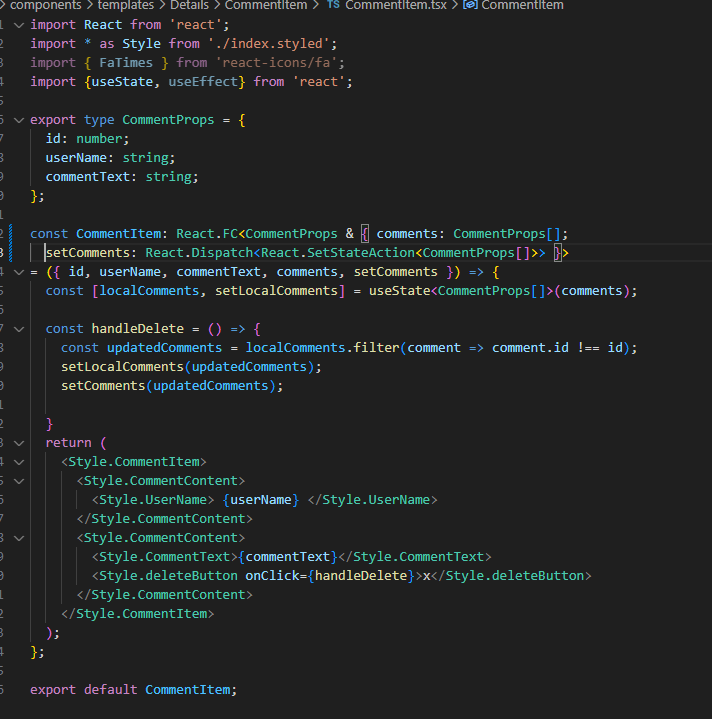 components > templates > Details > CommentItem > TS CommentItem.tsx > CommentItem
import React from 'react';
import * as Style from './index.styled';
import { FaTimes } from 'react-icons/fa';
import {useState, useEffect} from 'react';
export type CommentProps = {
id: number;
userName: string;
commentText: string;
};
const CommentItem: React.FC<CommentProps & { comments: CommentProps[];
setComments: React.Dispatch<React.SetStateAction<CommentProps[]>> }>
= ({ id, userName, commentText, comments, setComments }) => {
const [localComments, setLocalComments] = useState<CommentProps[]>(comments);
const handleDelete = () => {
const updatedComments = localComments.filter(comment => comment.id !== id);
setLocalComments(updatedComments);
setComments(updatedComments);
}
return (
<Style.CommentItem>
<Style.CommentContent>
<Style.UserName> {userName} </Style.UserName>
</Style.CommentContent>
<Style.CommentContent>
<Style.CommentText>{commentText}</Style.CommentText>
<Style.deleteButton onClick={handleDelete}>x</Style.deleteButton>
</Style.CommentContent>
</Style.CommentItem>
);
};
export default CommentItem;